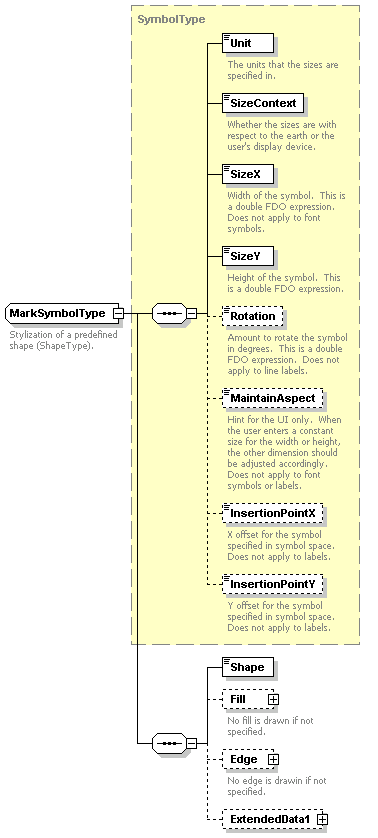 SymbolType
Unit
The units that the sizes are
specified in.
SizeContext
Whether the sizes are with
respect to the earth or the
user's display device.
SizeX
Width of the symbol.  This is
a double FDO expression.
Does not apply to font
symbols.
SizeY
Height of the symbol.  This
is a double FDO expression.
MarkSymbolType
Stylization of a predefined
shape (ShapeType).
Rotation
Amount to rotate the symbol
in degrees.  This is a double
FDO expression.  Does not
apply to line labels.
MaintainAspect
Hint for the UI only.  When
the user enters a constant
size for the width or height,
the other dimension should
be adjusted accordingly.
Does not apply to font
symbols or labels.
InsertionPointX
X offset for the symbol
specified in symbol space.
Does not apply to labels.
InsertionPointY
Y offset for the symbol
specified in symbol space.
Does not apply to labels.
Shape
Fill
No fill is drawn if not
specified.
Edge
No edge is drawin if not
specified.
ExtendedData1